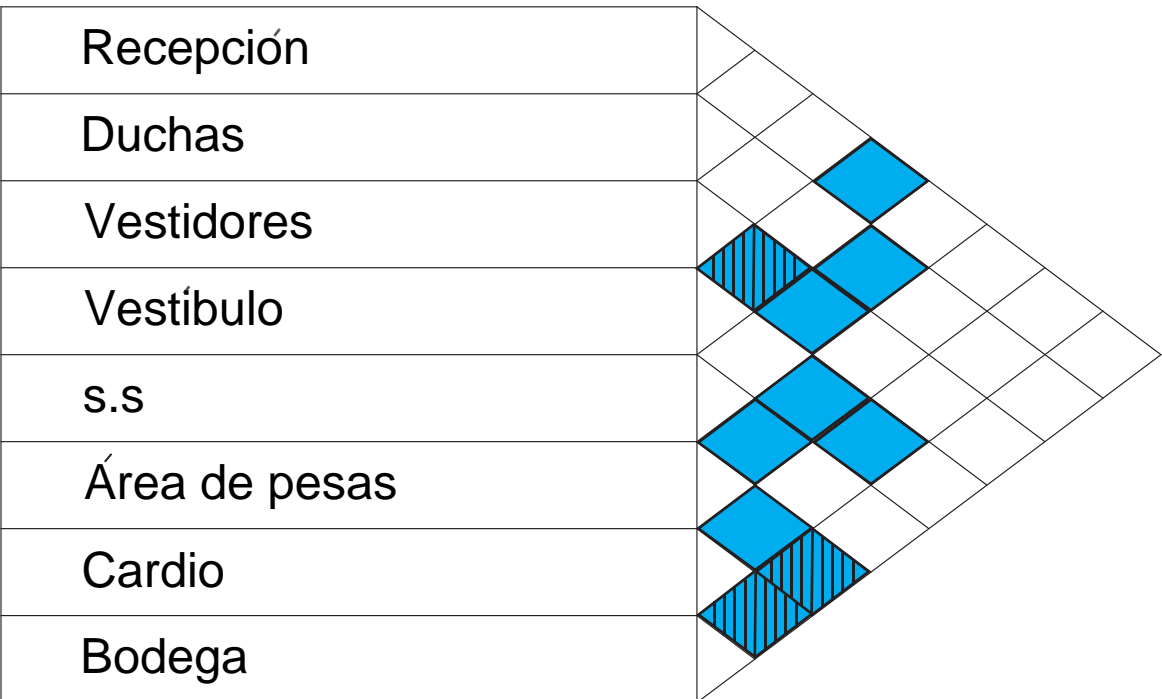 Recepción
Duchas
Vestidores
Vestíbulo
s.s
Área de pesas
Cardio
Bodega